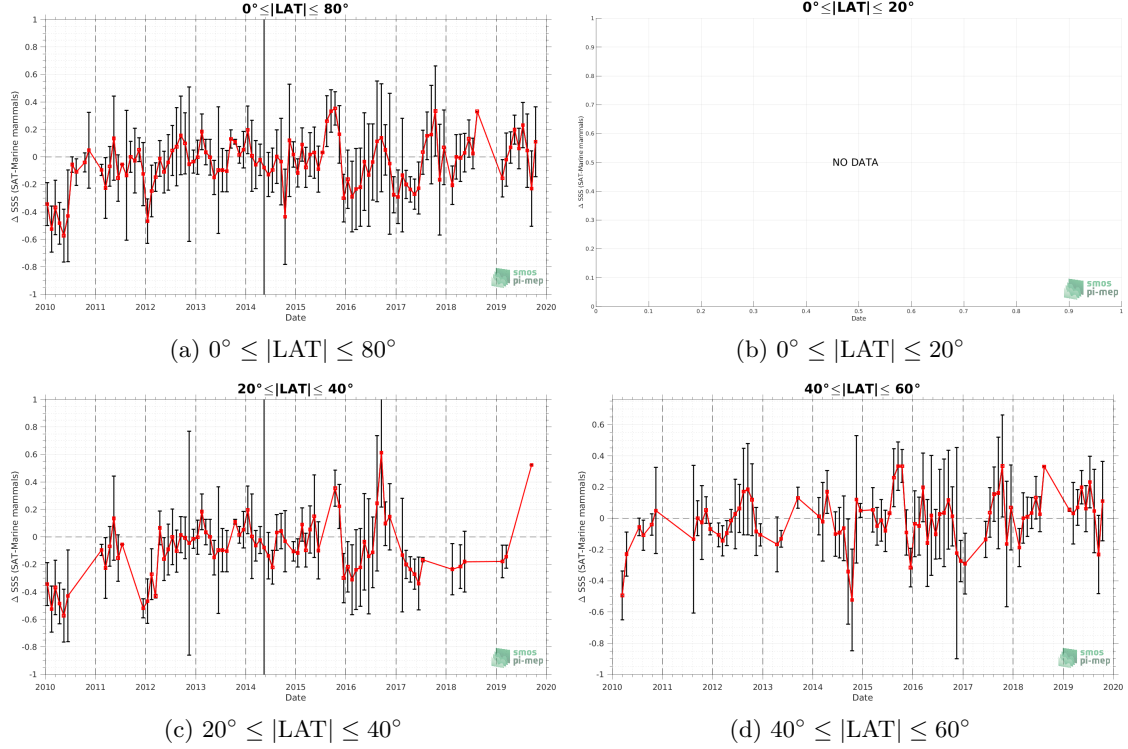 0°≤|LAT|≤ 80°
Δ SSS (SAT-Marine mammals)
1
0.8
0.6
0.4
0.2
0
-0.2
-0.4
-0.6
-0.8
-1
2010 2011 2012 2013 2014 2015 2016 2017 2018 2019 2020
Date
smos
pi-mep
(a) 0° ≤ |LAT| ≤ 80°
0°≤|LAT|≤ 20°
Δ SSS (SAT-Marine mammals)
1
0.9
0.8
0.7
0.6
0.5
0.4
0.3
0.2
0.1
0
NO DATA
0 0.1 0.2 0.3 0.4 0.5 0.6 0.7 0.8 0.9 1
Date
smos
pi-mep
(b) 0° ≤ |LAT| ≤ 20°
20°≤|LAT|≤ 40°
Δ SSS (SAT-Marine mammals)
1
0.8
0.6
0.4
0.2
0
-0.2
-0.4
-0.6
-0.8
-1
2010 2011 2012 2013 2014 2015 2016 2017 2018 2019 2020
Date
smos
pi-mep
(c) 20° ≤ |LAT| ≤ 40°
40°≤|LAT|≤ 60°
Δ SSS (SAT-Marine mammals)
0.6
0.4
0.2
0
-0.2
-0.4
-0.6
-0.8
-1
2010 2011 2012 2013 2014 2015 2016 2017 2018 2019 2020
Date
smos
pi-mep
(d) 40° ≤ |LAT| ≤ 60°